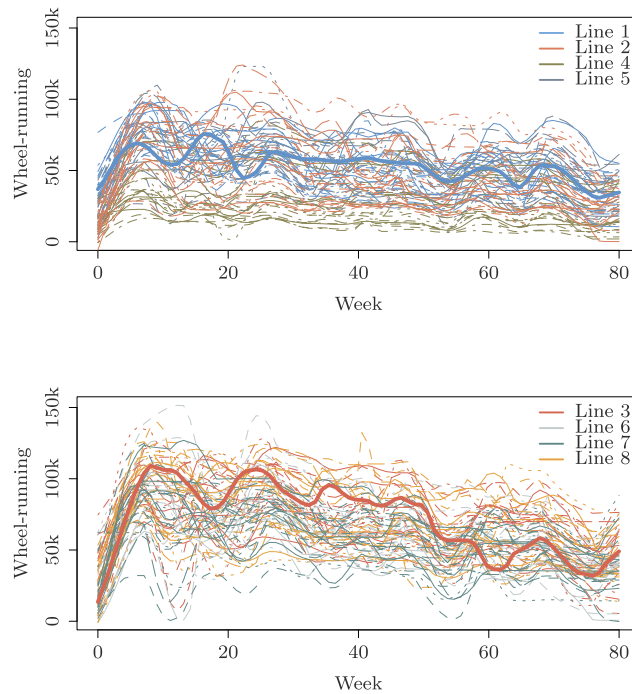 150k
100k
50k
0
Wheel-running
Line 1
Line 2
Line 4
Line 5
0 20 40 60 80
Week
150k
100k
50k
0
Wheel-running
Line 3
Line 6
Line 7
Line 8
0 20 40 60 80
Week